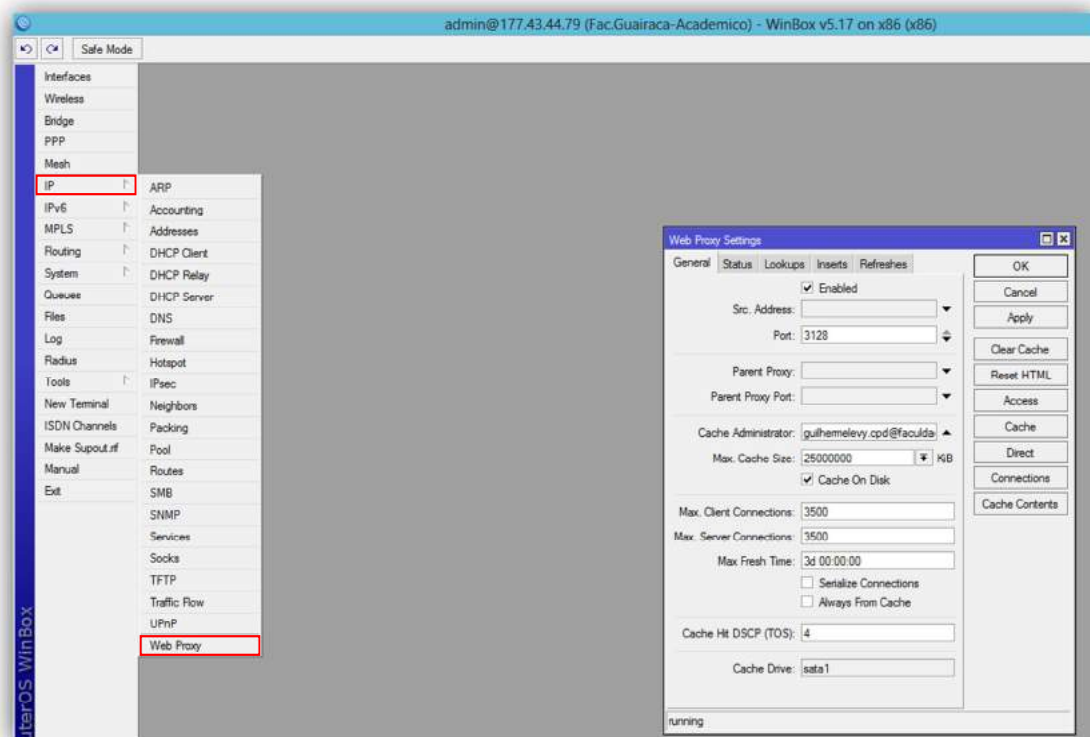 admin@177.43.44.79 (Fac.Guairaca-Academico) - WinBox v5.17 on x86 (x86)
Safe Mode
Interfaces
Wireless
Bridge
PPP
Mesh
IP
IPv6
MPLS
Routing
System
Queues
Files
Log
Radius
Tools
New Terminal
ISDN Channels
Make Supout.rif
Manual
Exit
ARP
Accounting
Addresses
DHCP Client
DHCP Relay
DHCP Server
DNS
Firewall
Hotspot
IPsec
Neighbors
Packing
Pool
Routes
SMB
SNMP
Services
Socks
TFTP
Traffic Flow
UPnP
Web Proxy
uterOS WinBox
Web Proxy Settings
General Status Lookups Inserts Refreshes
Enabled
Src. Address:
Port: 3128
Parent Proxy:
Parent Proxy Port:
Cache Administrator: guilhermelevy.cpd@faculda
Max. Cache Size: 25000000 KiB
Cache On Disk
Max. Client Connections: 3500
Max. Server Connections: 3500
Max Fresh Time: 3d 00:00:00
Serialize Connections
Always From Cache
Cache Hit DSCP (TOS): 4
Cache Drive: sata1
running
OK
Cancel
Apply
Clear Cache
Reset HTML
Access
Cache
Direct
Connections
Cache Contents